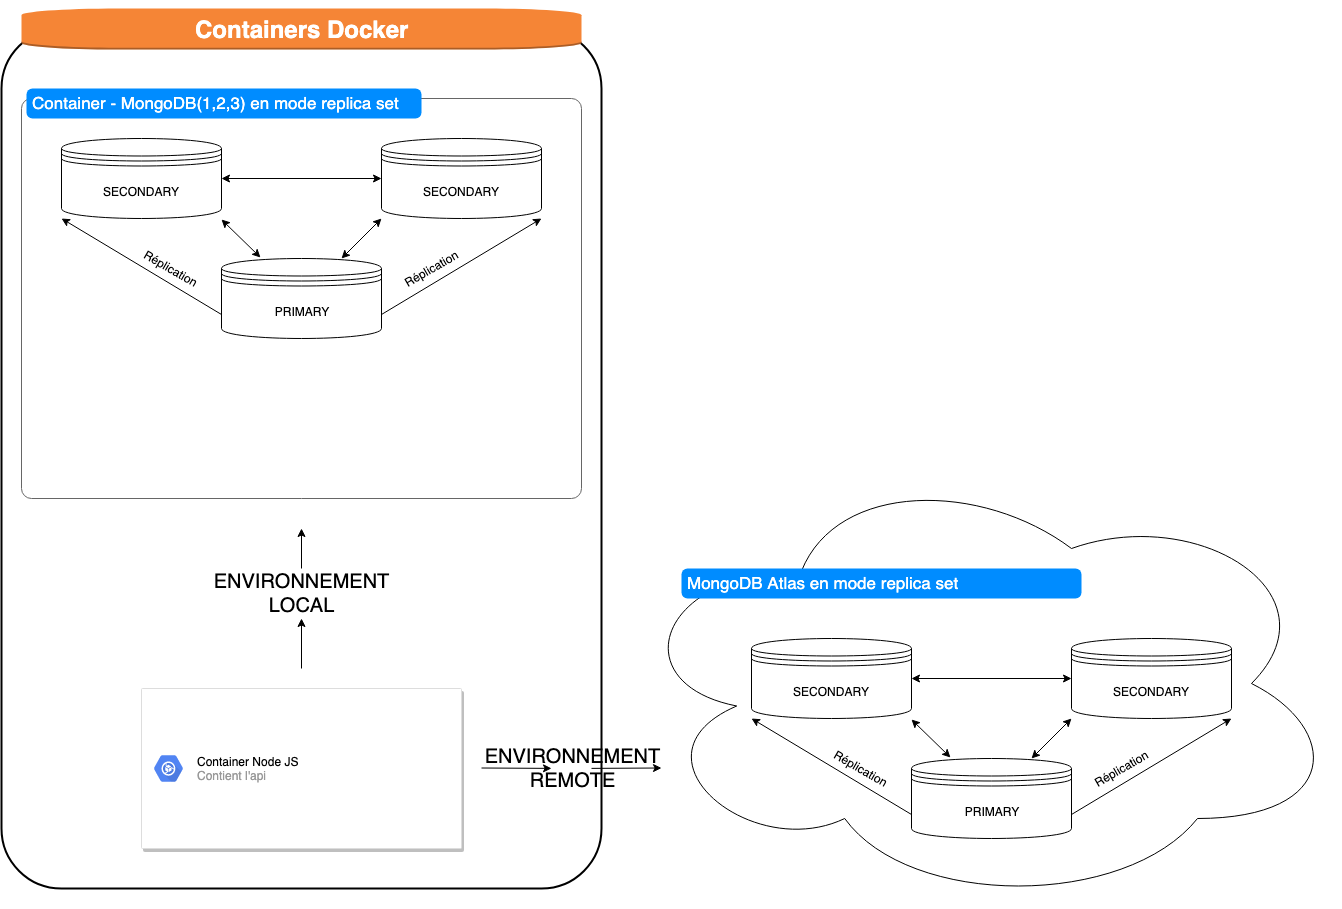 Containers Docker
Container - MongoDB(1,2,3) en mode replica set
SECONDARY
SECONDARY
Réplication
Réplication
PRIMARY
ENVIRONNEMENT
LOCAL
MongoDB Atlas en mode replica set
SECONDARY
SECONDARY
Container Node JS
Contient l'api
ENVIRONNEMENT
REMOTE
Réplication
Réplication
PRIMARY